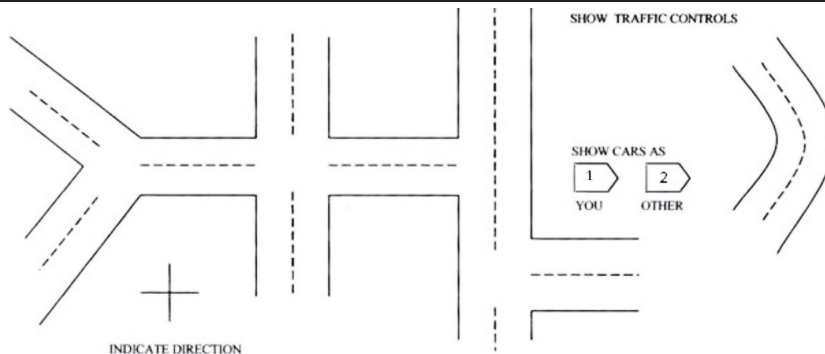 SHOW TRAFFIC CONTROLS
SHOW CARS AS
1 2
YOU OTHER
INDICATE DIRECTION